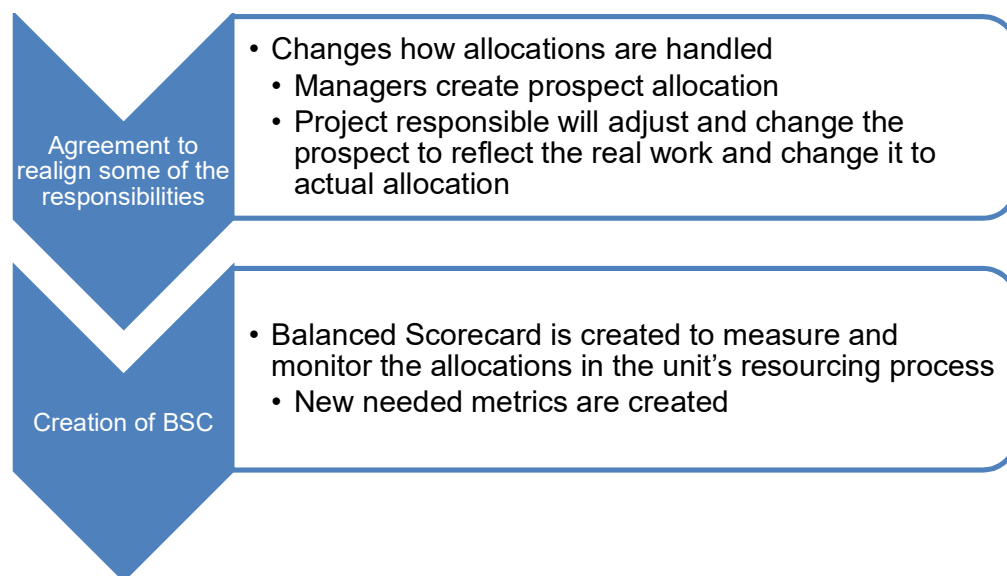 Agreement to
realign some of the
responsibilities
• Changes how allocations are handled
• Managers create prospect allocation
• Project responsible will adjust and change the
prospect to reflect the real work and change it to
actual allocation
Creation of BSC
• Balanced Scorecard is created to measure and
monitor the allocations in the unit’s resourcing process
• New needed metrics are created